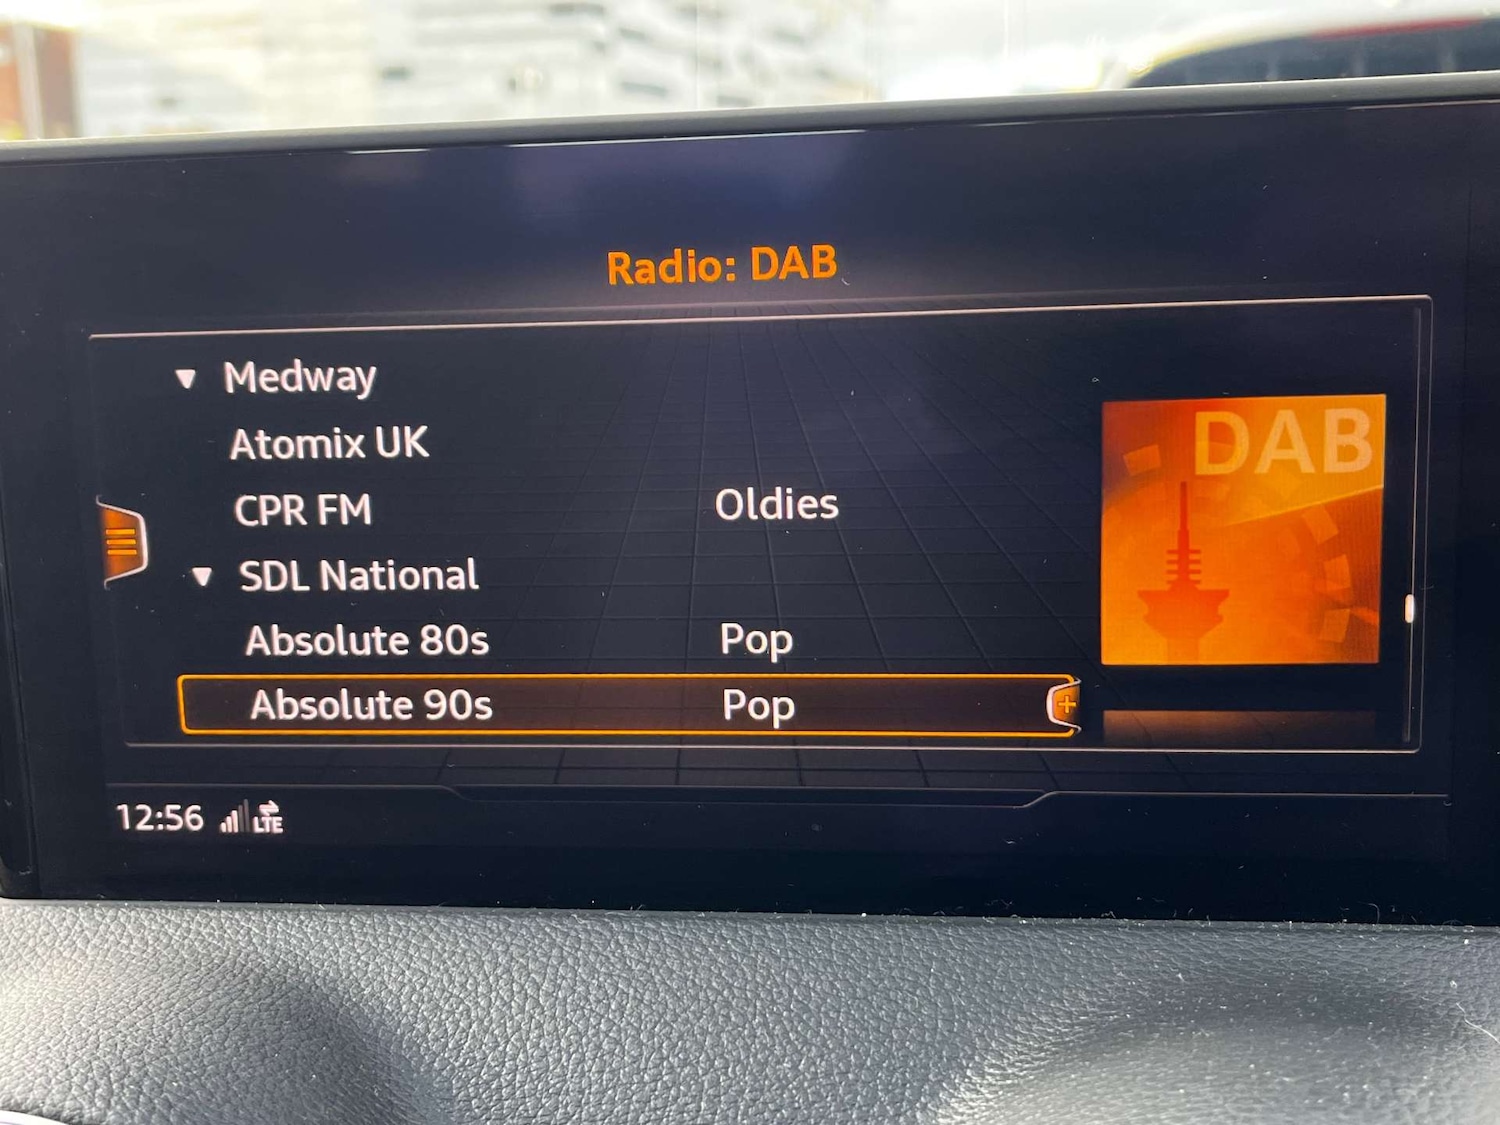 Radio: DAB
▼ Medway
Atomix UK
CPR FM Oldies
▼ SDL National
Absolute 80s Pop
Absolute 90s Pop
DAB
12:56 LTE